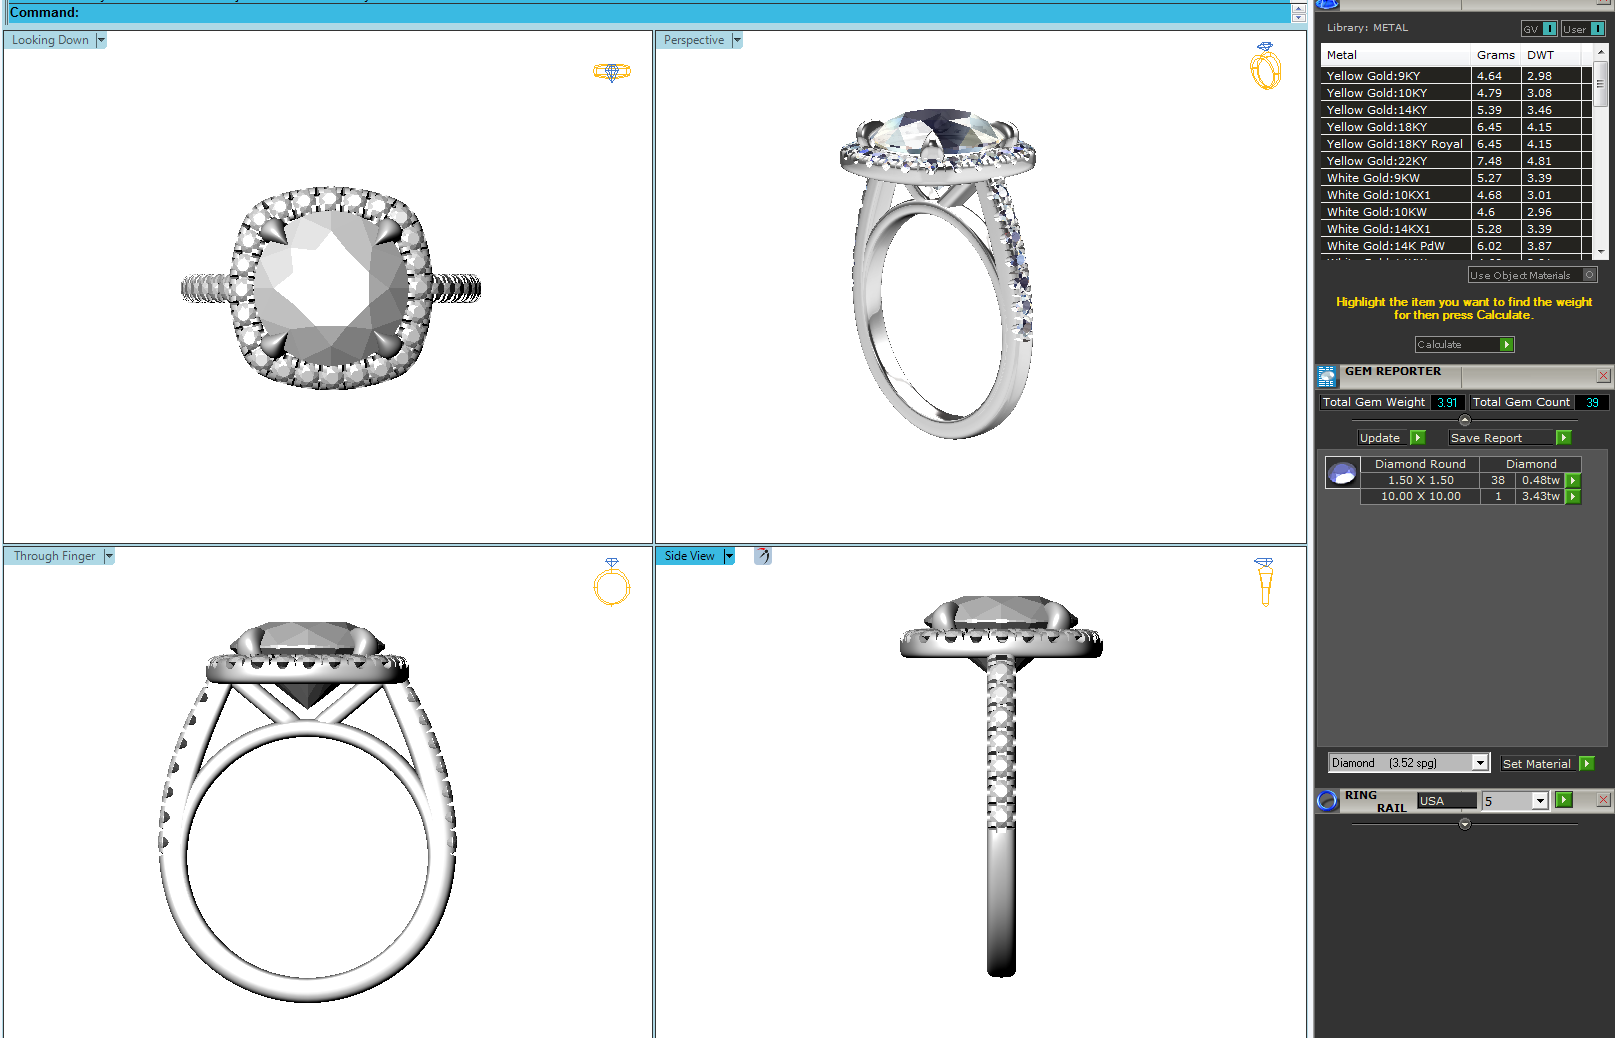 Command:
Looking Down
Perspective
Through Finger
Side View
Library: METAL
GV I User I
Metal Grams DWT
Yellow Gold:9KY 4.64 2.98
Yellow Gold:10KY 4.79 3.08
Yellow Gold:14KY 5.39 3.46
Yellow Gold:18KY 6.45 4.15
Yellow Gold:18KY Royal 6.45 4.15
Yellow Gold:22KY 7.48 4.81
White Gold:9KW 5.27 3.39
White Gold:10KX1 4.68 3.01
White Gold:10KW 4.6 2.96
White Gold:14KX1 5.28 3.39
White Gold:14K PdW 6.02 3.87
Use Object Materials
Highlight the item you want to find the weight
for then press Calculate.
Calculate
GEM REPORTER
Total Gem Weight 3.91 Total Gem Count 39
Update Save Report
Diamond Round Diamond
1.50 X 1.50 38 0.48tw
10.00 X 10.00 1 3.43tw
Diamond (3.52 spg) Set Material
RING RAIL USA 5